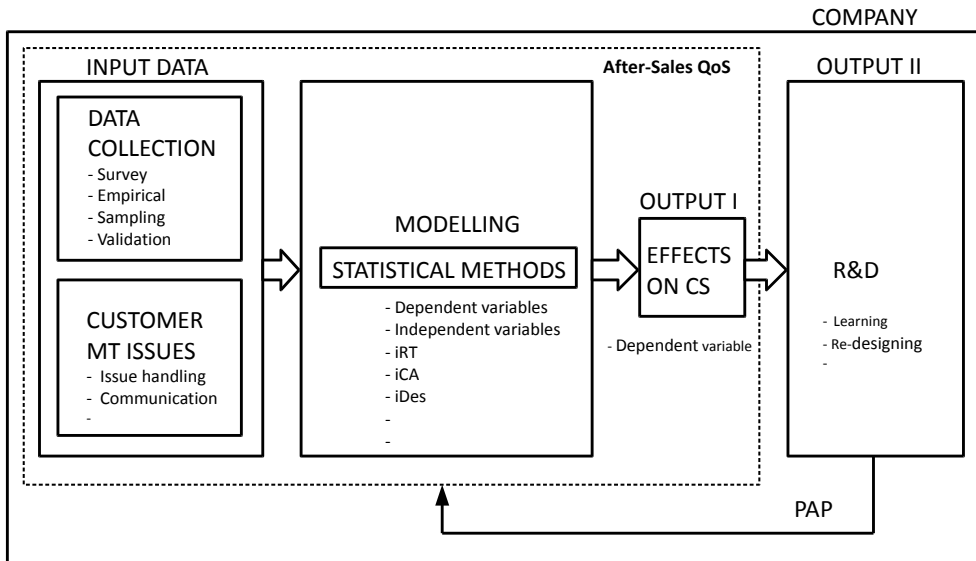 COMPANY
INPUT DATA
After-Sales QoS
OUTPUT II
DATA
COLLECTION
- Survey
- Empirical
- Sampling
- Validation
CUSTOMER
MT ISSUES
- Issue handling
- Communication
-
MODELLING
STATISTICAL METHODS
- Dependent variables
- Independent variables
- iRT
- iCA
- iDes
-
-
OUTPUT I
EFFECTS
ON CS
- Dependent variable
R&D
- Learning
- Re-designing
-
PAP